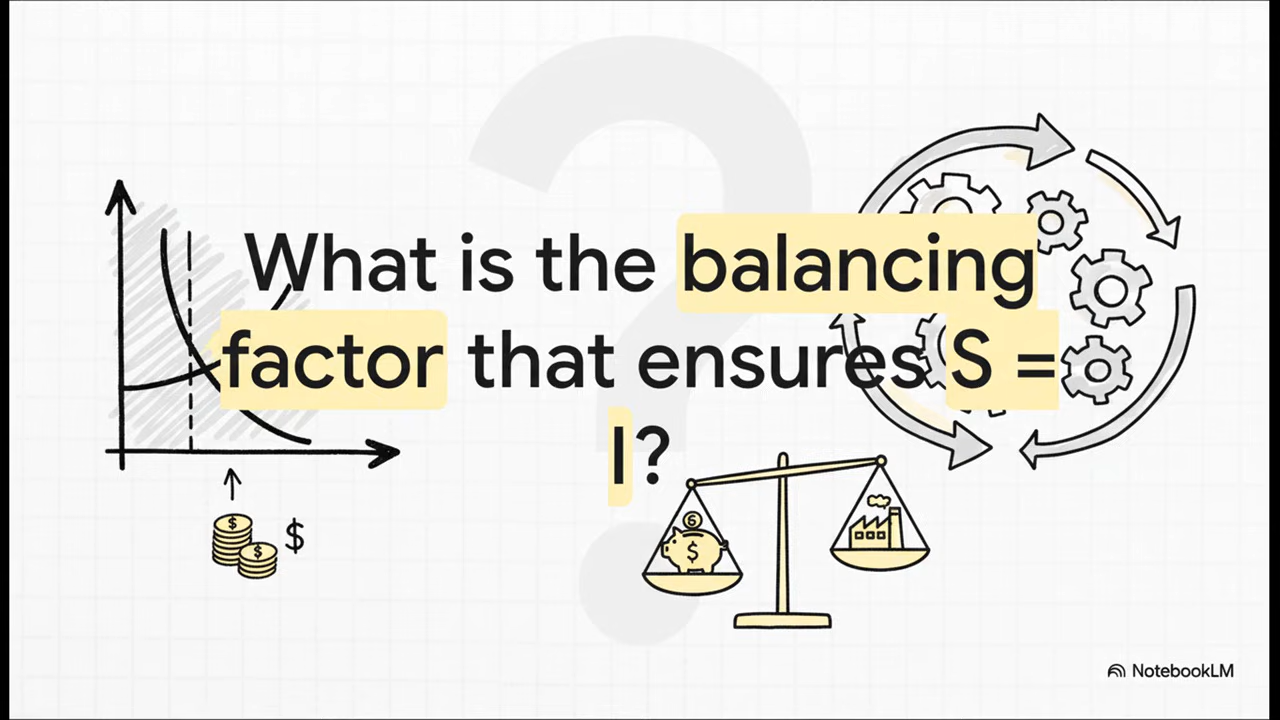 What is the balancing
factor that ensures S =
I?
$
$
$
$
S
$
NotebookLM